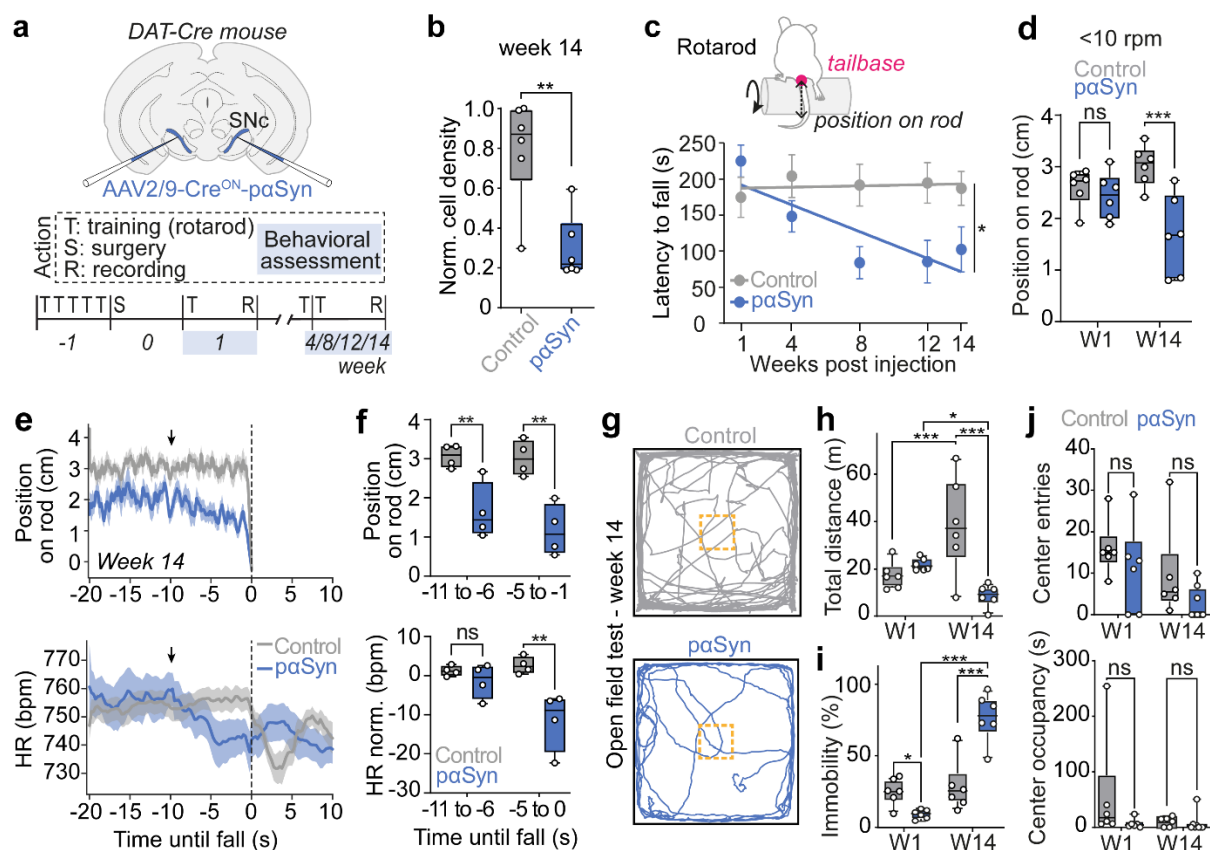 a
DAT-Cre mouse
SNc
AAV2/9-Cre^ON-pαSyn
Action
T: training (rotarod)
S: surgery
R: recording
Behavioral
assessment
TTTTT S T R T T R
-1 0 1 4/8/12/14
week
b
week 14
**
Norm. cell density
1.0
0.8
0.6
0.4
0.2
0
Control
pαSyn
c
Rotarod
tailbase
position on rod
Latency to fall (s)
250
200
150
100
50
0
*
Control
pαSyn
1 4 8 12 14
Weeks post injection
d
<10 rpm
Control
pαSyn
ns ***
Position on rod (cm)
4
3
2
1
0
W1 W14
e
Position
on rod (cm)
4
3
2
1
0
Week 14
-20 -15 -10 -5 0 5 10
HR (bpm)
770
760
750
740
730
Control
pαSyn
-20 -15 -10 -5 0 5 10
Time until fall (s)
f
** **
Position
on rod (cm)
4
3
2
1
0
-11 to -6 -5 to -1
ns **
HR norm. (bpm)
10
0
-10
-20
-30
Control
pαSyn
-11 to -6 -5 to 0
Time until fall (s)
g
Open field test - week 14
Control
pαSyn
h
*
*** ***
Total distance (m)
60
40
20
0
W1 W14
i
***
***
*
Immobility (%)
100
50
0
W1 W14
j
Control pαSyn
ns ns
Center entries
40
30
20
10
0
W1 W14
ns ns
Center occupancy (s)
300
200
100
0
W1 W14